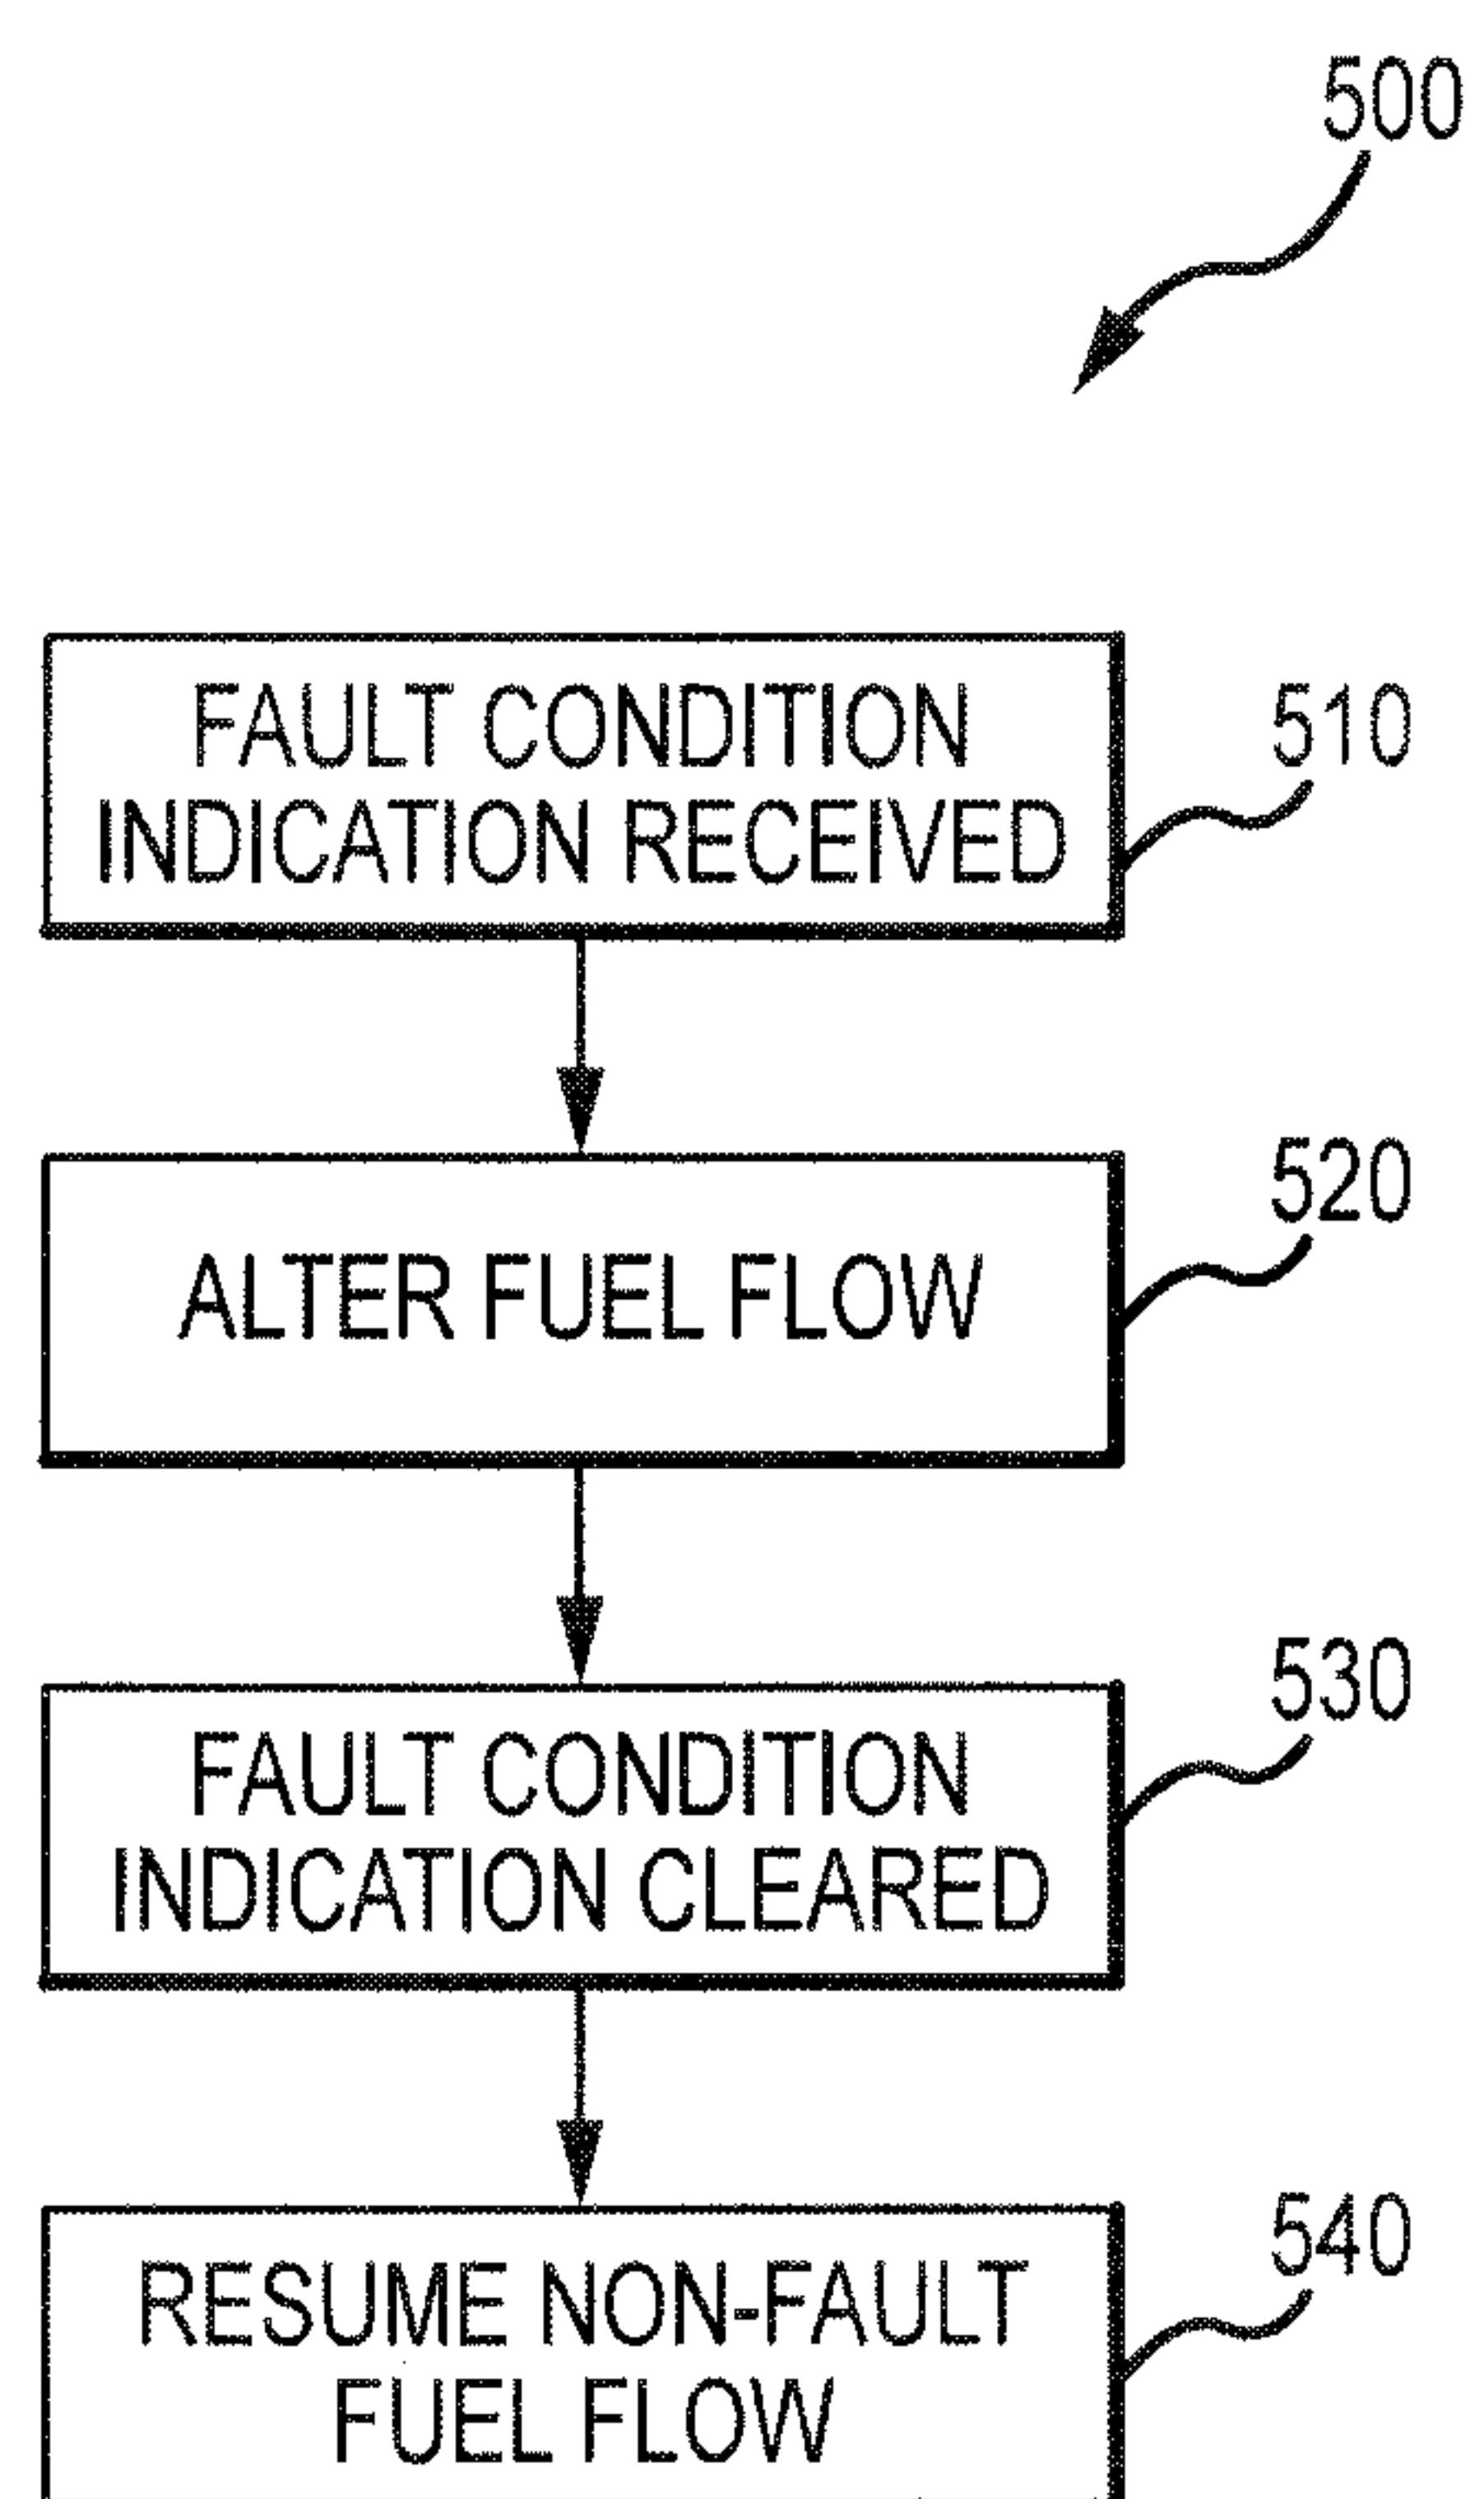 500
FAULT CONDITION
INDICATION RECEIVED
510
ALTER FUEL FLOW
520
FAULT CONDITION
INDICATION CLEARED
530
RESUME NON-FAULT
FUEL FLOW
540